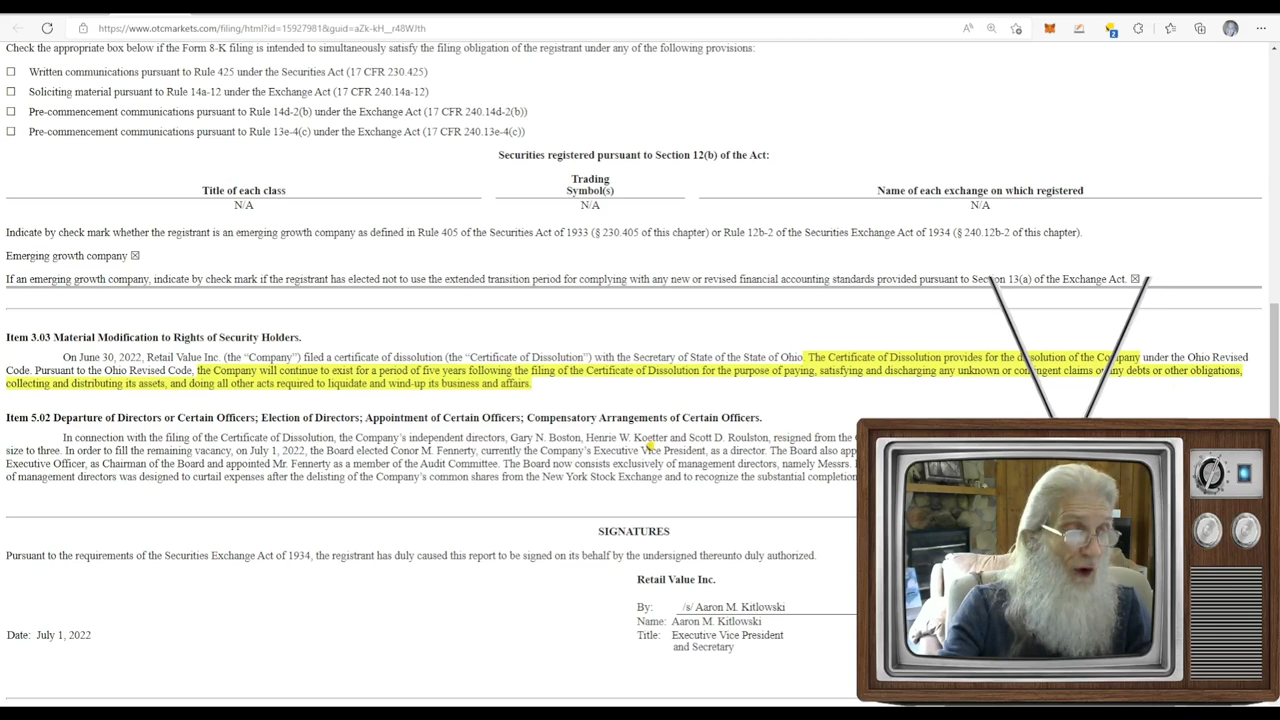 https://www.otcmarkets.com/filing/html?id=15927981&guid=aZk-kH_r48WJth
Check the appropriate box below if the Form 8-K filing is intended to simultaneously satisfy the filing obligation of the registrant under any of the following provisions:
☐ Written communications pursuant to Rule 425 under the Securities Act (17 CFR 230.425)
☐ Soliciting material pursuant to Rule 14a-12 under the Exchange Act (17 CFR 240.14a-12)
☐ Pre-commencement communications pursuant to Rule 14d-2(b) under the Exchange Act (17 CFR 240.14d-2(b))
☐ Pre-commencement communications pursuant to Rule 13e-4(c) under the Exchange Act (17 CFR 240.13e-4(c))
Securities registered pursuant to Section 12(b) of the Act:
Title of each class Trading Symbol(s) Name of each exchange on which registered
N/A N/A N/A
Indicate by check mark whether the registrant is an emerging growth company as defined in Rule 405 of the Securities Act of 1933 (§ 230.405 of this chapter) or Rule 12b-2 of the Securities Exchange Act of 1934 (§ 240.12b-2 of this chapter).
Emerging growth company ☒
If an emerging growth company, indicate by check mark if the registrant has elected not to use the extended transition period for complying with any new or revised financial accounting standards provided pursuant to Section 13(a) of the Exchange Act. ☒
Item 3.03 Material Modification to Rights of Security Holders.
On June 30, 2022, Retail Value Inc. (the “Company”) filed a certificate of dissolution (the “Certificate of Dissolution”) with the Secretary of State of the State of Ohio. The Certificate of Dissolution provides for the dissolution of the Company under the Ohio Revised
Code. Pursuant to the Ohio Revised Code, the Company will continue to exist for a period of five years following the filing of the Certificate of Dissolution for the purpose of paying, satisfying and discharging any unknown or contingent claims or any debts or other obligations,
collecting and distributing its assets, and doing all other acts required to liquidate and wind-up its business and affairs.
Item 5.02 Departure of Directors or Certain Officers; Election of Directors; Appointment of Certain Officers; Compensatory Arrangements of Certain Officers.
In connection with the filing of the Certificate of Dissolution, the Company’s independent directors, Gary N. Boston, Henrie W. Koetter and Scott D. Roulston, resigned from the
size to three. In order to fill the remaining vacancy, on July 1, 2022, the Board elected Conor M. Fennerty, currently the Company’s Executive Vice President, as a director. The Board also
Executive Officer, as Chairman of the Board and appointed Mr. Fennerty as a member of the Audit Committee. The Board now consists exclusively of management directors, namely Messrs.
of management directors was designed to curtail expenses after the delisting of the Company’s common shares from the New York Stock Exchange and to recognize the substantial completion
SIGNATURES
Pursuant to the requirements of the Securities Exchange Act of 1934, the registrant has duly caused this report to be signed on its behalf by the undersigned thereunto duly authorized.
Retail Value Inc.
By: /s/ Aaron M. Kitlowski
Name: Aaron M. Kitlowski
Date: July 1, 2022 Title: Executive Vice President
and Secretary